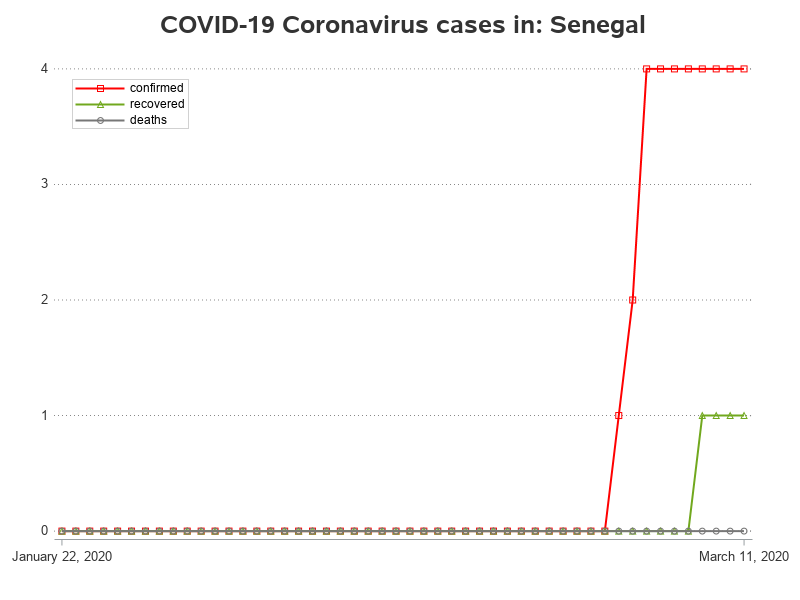 COVID-19 Coronavirus cases in: Senegal
4
confirmed
recovered
deaths
3
2
1
0
January 22, 2020
March 11, 2020